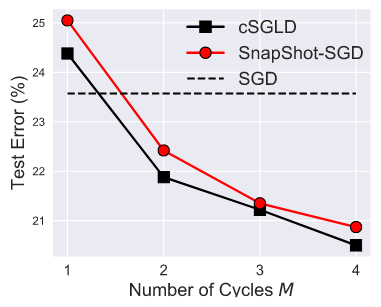 cSGLD
SnapShot-SGD
SGD
Test Error (%)
25
24
23
22
21
1 2 3 4
Number of Cycles M